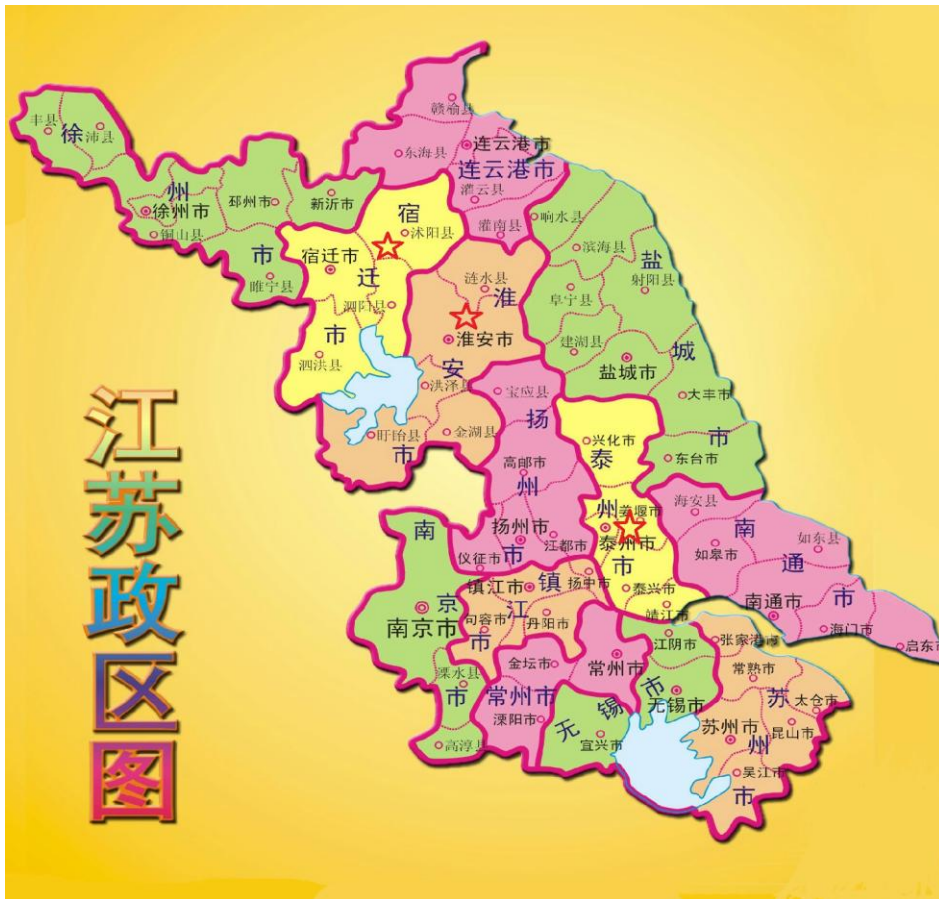 江苏政区图
徐州市
丰县
沛县
徐州市
铜山县
邳州市
新沂市
睢宁县
连云港市
赣榆县
东海县
连云港市
灌云县
灌南县
宿迁市
沭阳县
宿迁市
泗阳县
泗洪县
淮安市
涟水县
淮安市
洪泽县
盱眙县
金湖县
盐城市
响水县
滨海县
射阳县
阜宁县
建湖县
盐城市
大丰市
东台市
扬州市
宝应县
高邮市
扬州市
江都市
仪征市
泰州市
兴化市
姜堰市
泰州市
泰兴市
靖江市
南通市
海安县
如东县
如皋市
南通市
海门市
启东市
南京市
南京市
溧水县
高淳县
镇江市
镇江市
扬中市
句容市
丹阳市
常州市
金坛市
常州市
溧阳市
无锡市
江阴市
无锡市
宜兴市
苏州市
张家港市
常熟市
太仓市
苏州市
昆山市
吴江市